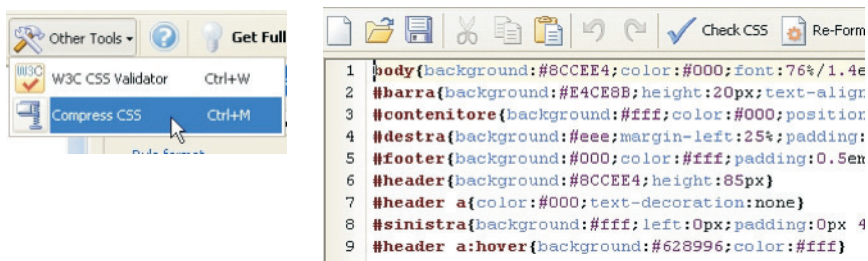 Other Tools
Get Full
W3C
W3C CSS Validator Ctrl+W
Compress CSS Ctrl+M
Check CSS Re-Form
1 body{background:#8CCEE4;color:#000;font:76%/1.4e
2 #barra{background:#E4CE8B;height:20px;text-align
3 #contenitore{background:#fff;color:#000;position
4 #destra{background:#eee;margin-left:25%;padding:
5 #footer{background:#000;color:#fff;padding:0.5em
6 #header{background:#8CCEE4;height:85px}
7 #header a{color:#000;text-decoration:none}
8 #sinistra{background:#fff;left:0px;padding:0px 4
9 #header a:hover{background:#628996;color:#fff}